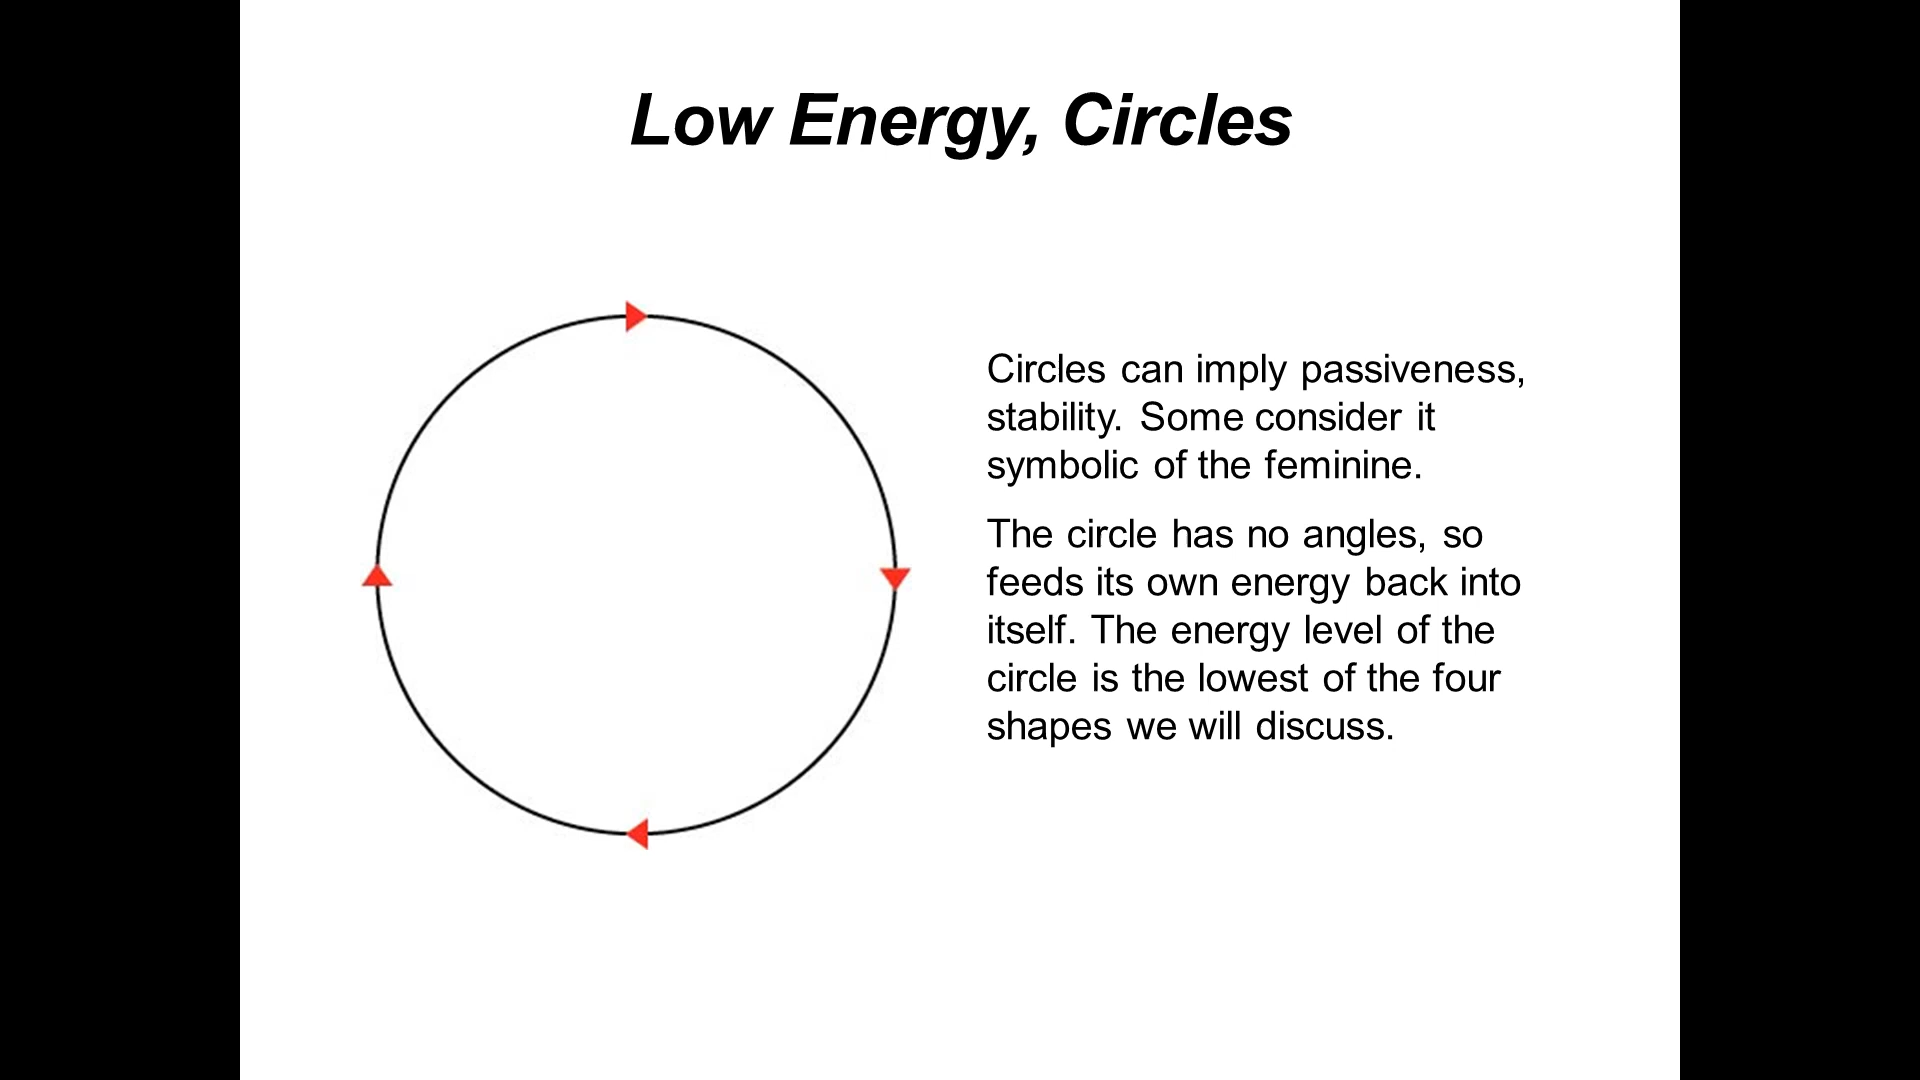 Low Energy, Circles
Circles can imply passiveness,
stability. Some consider it
symbolic of the feminine.
The circle has no angles, so
feeds its own energy back into
itself. The energy level of the
circle is the lowest of the four
shapes we will discuss.